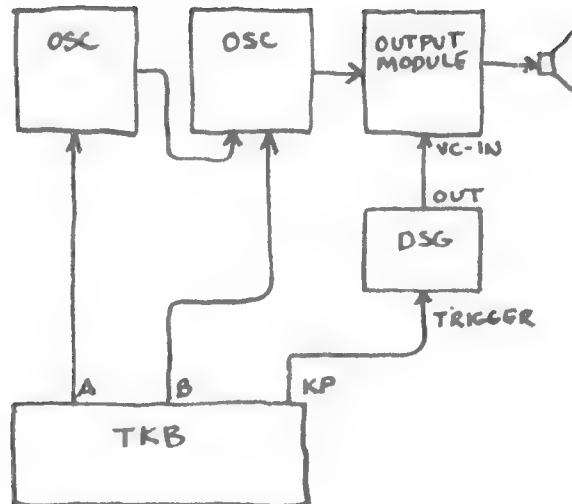 OSC
OSC
OUTPUT
MODULE
VC-IN
OUT
DSG
TRIGGER
A
B
KP
TKB